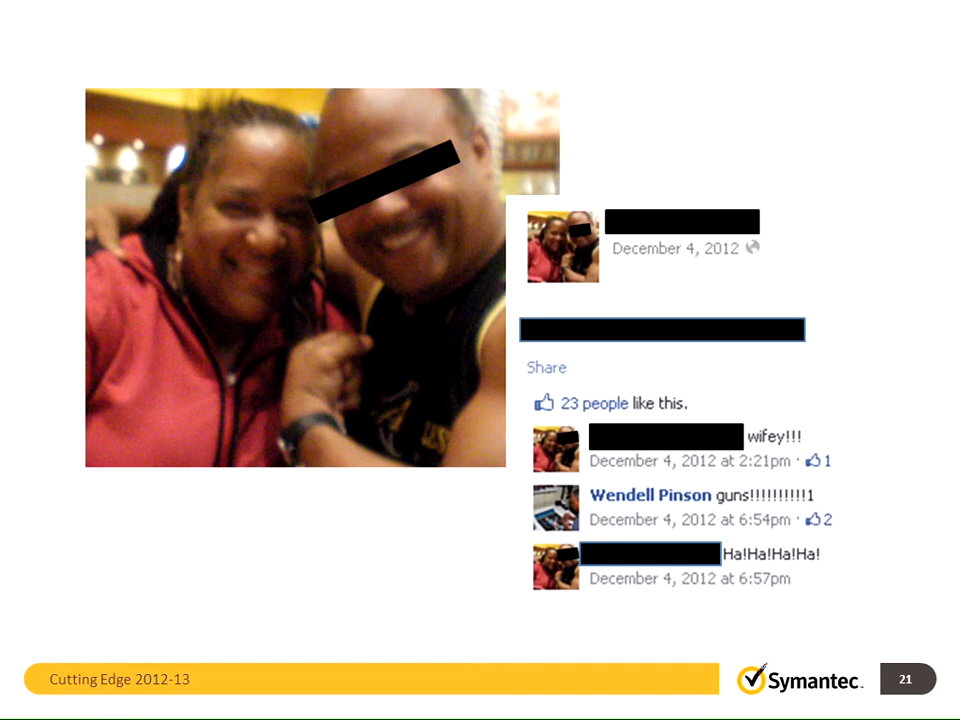 December 4, 2012
Share
23 people like this.
wifey!!!
December 4, 2012 at 2:21pm · 1
Wendell Pinson guns!!!!!!!!!!1
December 4, 2012 at 6:54pm · 2
Ha!Ha!Ha!Ha!
December 4, 2012 at 6:57pm
Cutting Edge 2012-13
Symantec.
21